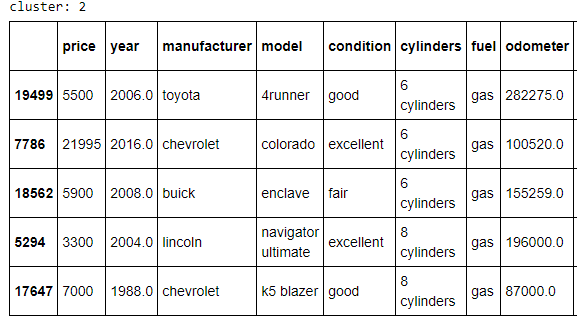 cluster: 2
price year manufacturer model condition cylinders fuel odometer
19499 5500 2006.0 toyota 4runner good 6 cylinders gas 282275.0
7786 21995 2016.0 chevrolet colorado excellent 6 cylinders gas 100520.0
18562 5900 2008.0 buick enclave fair 6 cylinders gas 155259.0
5294 3300 2004.0 lincoln navigator ultimate excellent 8 cylinders gas 196000.0
17647 7000 1988.0 chevrolet k5 blazer good 8 cylinders gas 87000.0